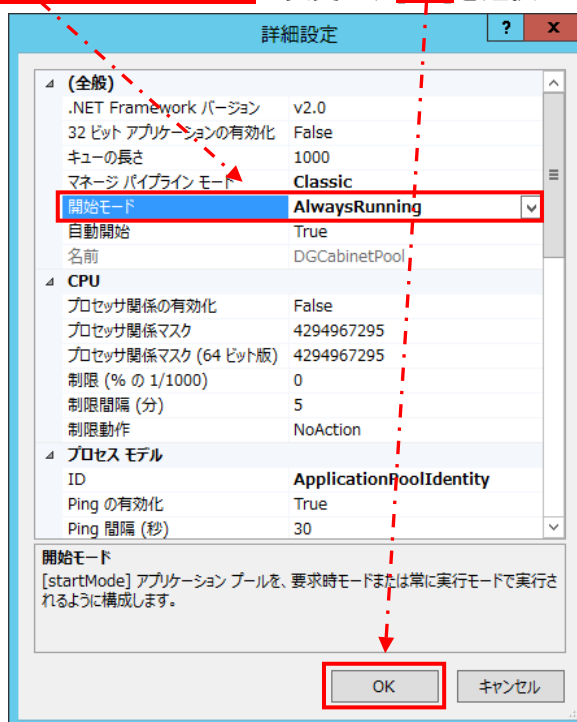 詳細設定
? x
(全般)
.NET Framework バージョン v2.0
32 ビット アプリケーションの有効化 False
キューの長さ 1000
マネージ パイプライン モード Classic
開始モード AlwaysRunning
自動開始 True
名前 DGCabinetPool
CPU
プロセッサ関係の有効化 False
プロセッサ関係マスク 4294967295
プロセッサ関係マスク (64 ビット版) 4294967295
制限 (% の 1/1000) 0
制限間隔 (分) 5
制限動作 NoAction
プロセス モデル
ID ApplicationPoolIdentity
Ping の有効化 True
Ping 間隔 (秒) 30
開始モード
[startMode] アプリケーション プールを、要求時モードまたは常に実行モードで実行さ
れるように構成します。
OK キャンセル